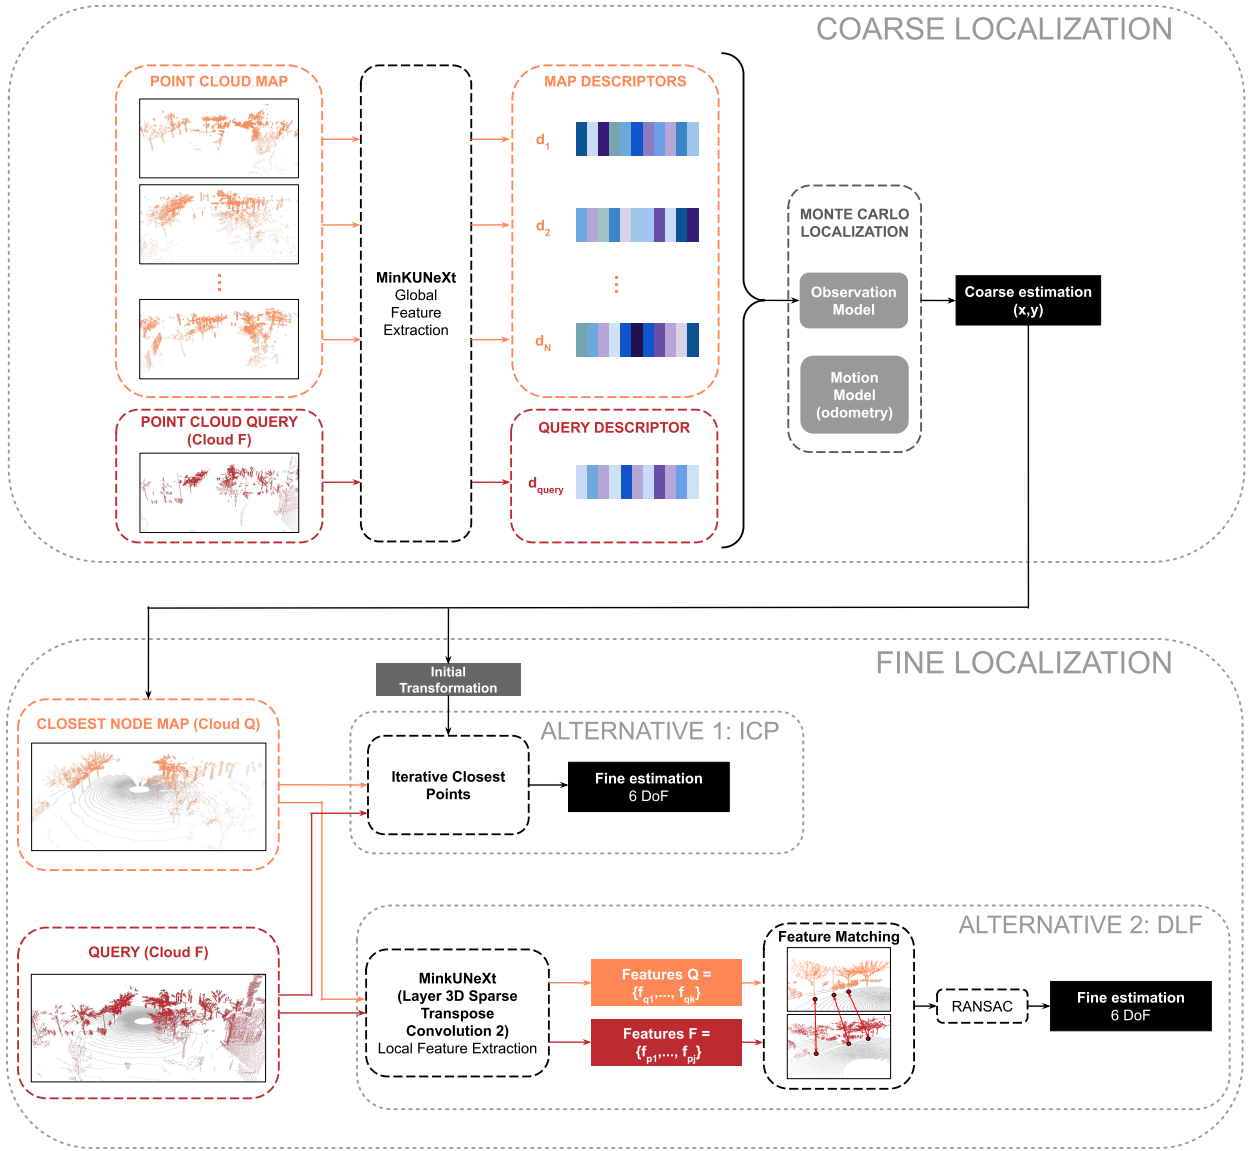 COARSE LOCALIZATION
POINT CLOUD MAP
MAP DESCRIPTORS
d1
d2
dN
MinKUNeXt
Global
Feature
Extraction
MONTE CARLO
LOCALIZATION
Observation
Model
Motion
Model
(odometry)
Coarse estimation
(x,y)
POINT CLOUD QUERY
(Cloud F)
QUERY DESCRIPTOR
dquery
FINE LOCALIZATION
Initial
Transformation
CLOSEST NODE MAP (Cloud Q)
ALTERNATIVE 1: ICP
Iterative Closest
Points
Fine estimation
6 DoF
QUERY (Cloud F)
ALTERNATIVE 2: DLF
MinkUNeXt
(Layer 3D Sparse
Transpose
Convolution 2)
Local Feature Extraction
Features Q =
{fq1,..., fqk}
Features F =
{fp1,..., fpj}
Feature Matching
RANSAC
Fine estimation
6 DoF